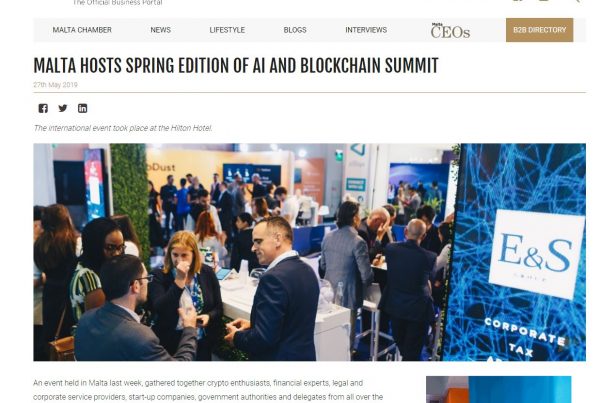 The Official Business Portal
MALTA CHAMBER NEWS LIFESTYLE BLOGS INTERVIEWS Malta CEOs B2B DIRECTORY
MALTA HOSTS SPRING EDITION OF AI AND BLOCKCHAIN SUMMIT
27th May 2019
The international event took place at the Hilton Hotel.
bDust
E&S
GROUP
CORPORATE
TAX
An event held in Malta last week, gathered together crypto enthusiasts, financial experts, legal and
corporate service providers, start-up companies, government authorities and delegates from all over the